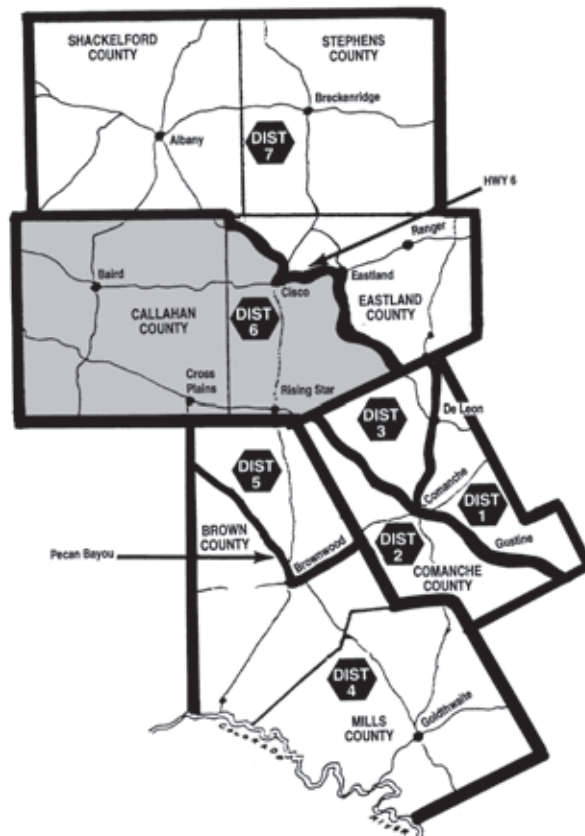 SHACKELFORD
COUNTY
STEPHENS
COUNTY
Breckenridge
Albany
DIST
7
HWY 6
Ranger
Baird
Eastland
Cisco
CALLAHAN
COUNTY
DIST
6
EASTLAND
COUNTY
Cross
Plains
Rising Star
DIST
3
De Leon
DIST
5
Comanche
DIST
1
BROWN
COUNTY
Pecan Bayou
Brownwood
DIST
2
Gustine
COMANCHE
COUNTY
DIST
4
MILLS
COUNTY
Goldthwaite
COLORADO
RIVER